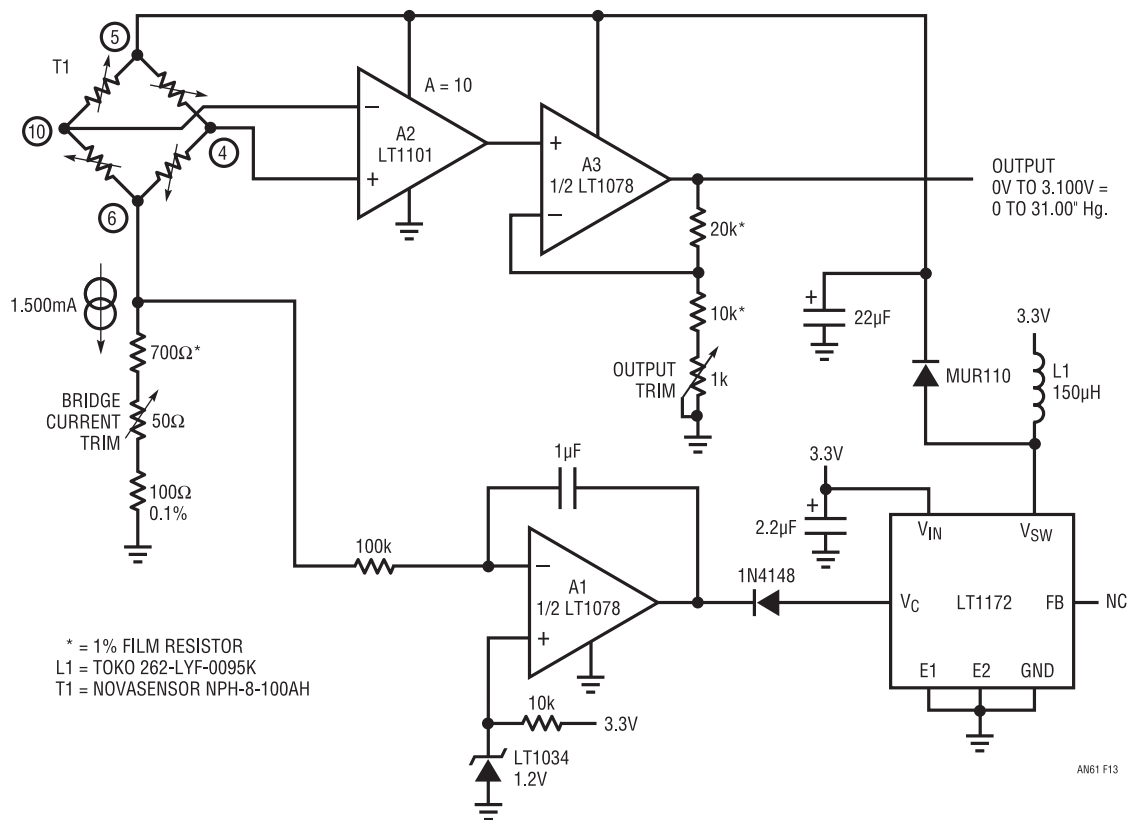 T1
5
10
4
6
A = 10
A2
LT1101
A3
1/2 LT1078
OUTPUT
0V TO 3.100V =
0 TO 31.00" Hg.
20k*
10k*
OUTPUT
TRIM
1k
1.500mA
700Ω*
BRIDGE
CURRENT
TRIM
50Ω
100Ω
0.1%
22µF
MUR110
3.3V
L1
150µH
3.3V
2.2µF
1µF
100k
A1
1/2 LT1078
1N4148
VIN
VSW
VC
LT1172
FB
NC
E1
E2
GND
10k
3.3V
LT1034
1.2V
* = 1% FILM RESISTOR
L1 = TOKO 262-LYF-0095K
T1 = NOVASENSOR NPH-8-100AH
AN61 F13